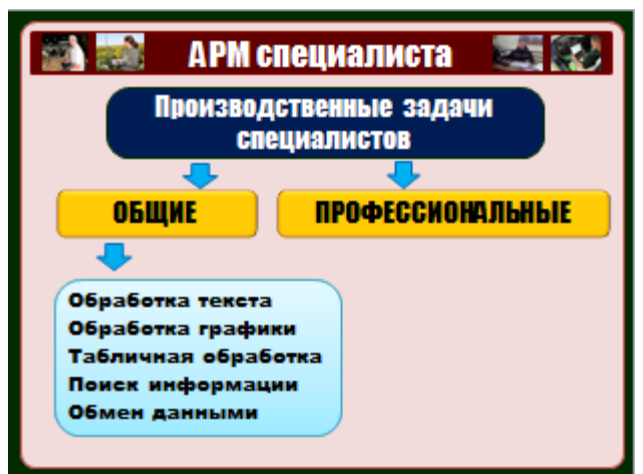 АРМ специалиста
Производственные задачи
специалистов
ОБЩИЕ
ПРОФЕССИОНАЛЬНЫЕ
Обработка текста
Обработка графики
Табличная обработка
Поиск информации
Обмен данными